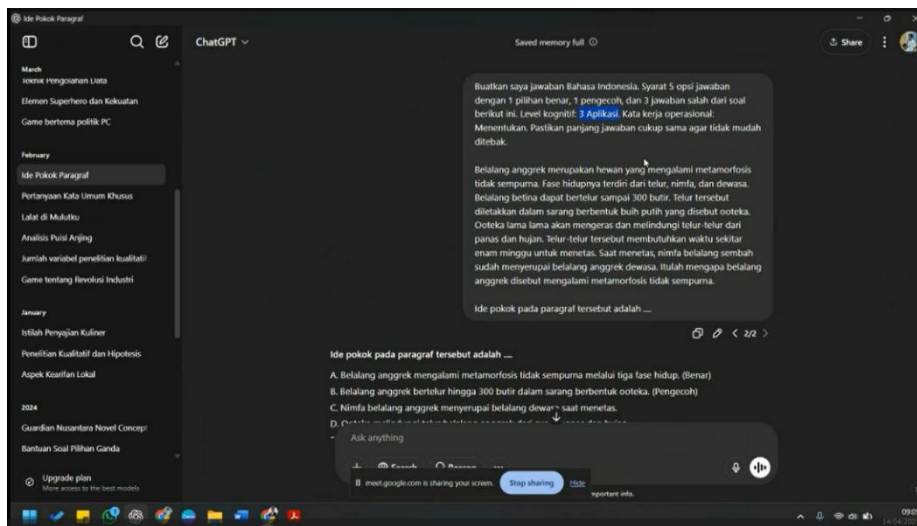 Ide Pokok Paragraf
ChatGPT
Saved memory full
Share
March
Teknik Pengolahan Data
Elemen Superhero dan Kekuatan
Game bertema politik PC
February
Ide Pokok Paragraf
Pertanyaan Kata Umum Khusus
Lalat di Mulutku
Analisis Puisi Anjing
Jumlah variabel penelitian kualitatif
Game tentang Revolusi Industri
January
Istilah Penyajian Kuliner
Penelitian Kualitatif dan Hipotesis
Aspek Kearifan Lokal
2024
Guardian Nusantara Novel Concept
Bantuan Soal Pilihan Ganda
Upgrade plan
More access to the best models
Buatkan saya jawaban Bahasa Indonesia. Syarat 5 opsi jawaban
dengan 1 pilihan benar, 1 pengecoh, dan 3 jawaban salah dari soal
berikut ini. Level kognitif: 3 Aplikasi. Kata kerja operasional:
Menentukan. Pastikan panjang jawaban cukup sama agar tidak mudah
ditebak.
Belalang anggrek merupakan hewan yang mengalami metamorfosis
tidak sempurna. Fase hidupnya terdiri dari telur, nimfa, dan dewasa.
Belalang betina dapat bertelur sampai 300 butir. Telur tersebut
diletakkan dalam sarang berbentuk buih putih yang disebut ooteka.
Ooteka lama lama akan mengeras dan melindungi telur-telur dari
panas dan hujan. Telur-telur tersebut membutuhkan waktu sekitar
enam minggu untuk menetas. Saat menetas, nimfa belalang sembah
sudah menyerupai belalang anggrek dewasa. Itulah mengapa belalang
anggrek disebut mengalami metamorfosis tidak sempurna.
Ide pokok pada paragraf tersebut adalah ....
2/2
Ide pokok pada paragraf tersebut adalah ....
A. Belalang anggrek mengalami metamorfosis tidak sempurna melalui tiga fase hidup. (Benar)
B. Belalang anggrek bertelur hingga 300 butir dalam sarang berbentuk ooteka. (Pengecoh)
C. Nimfa belalang anggrek menyerupai belalang dewasa saat menetas.
D.
Ask anything
Search
Reason
meet.google.com is sharing your screen.
Stop sharing
Hide
important info.